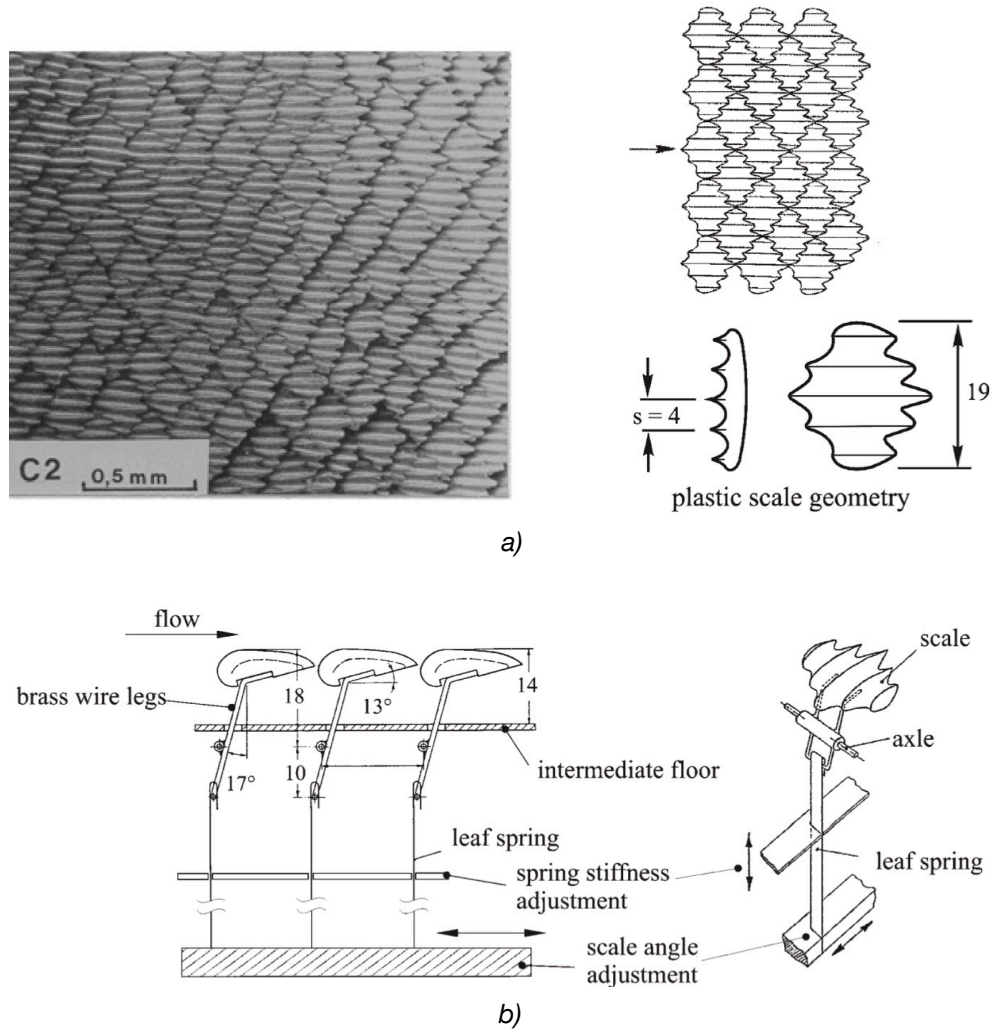 C2 0,5 mm
s = 4
19
plastic scale geometry
a)
flow
brass wire legs
18
13°
14
17°
10
intermediate floor
leaf spring
spring stiffness
adjustment
scale angle
adjustment
scale
axle
leaf spring
b)